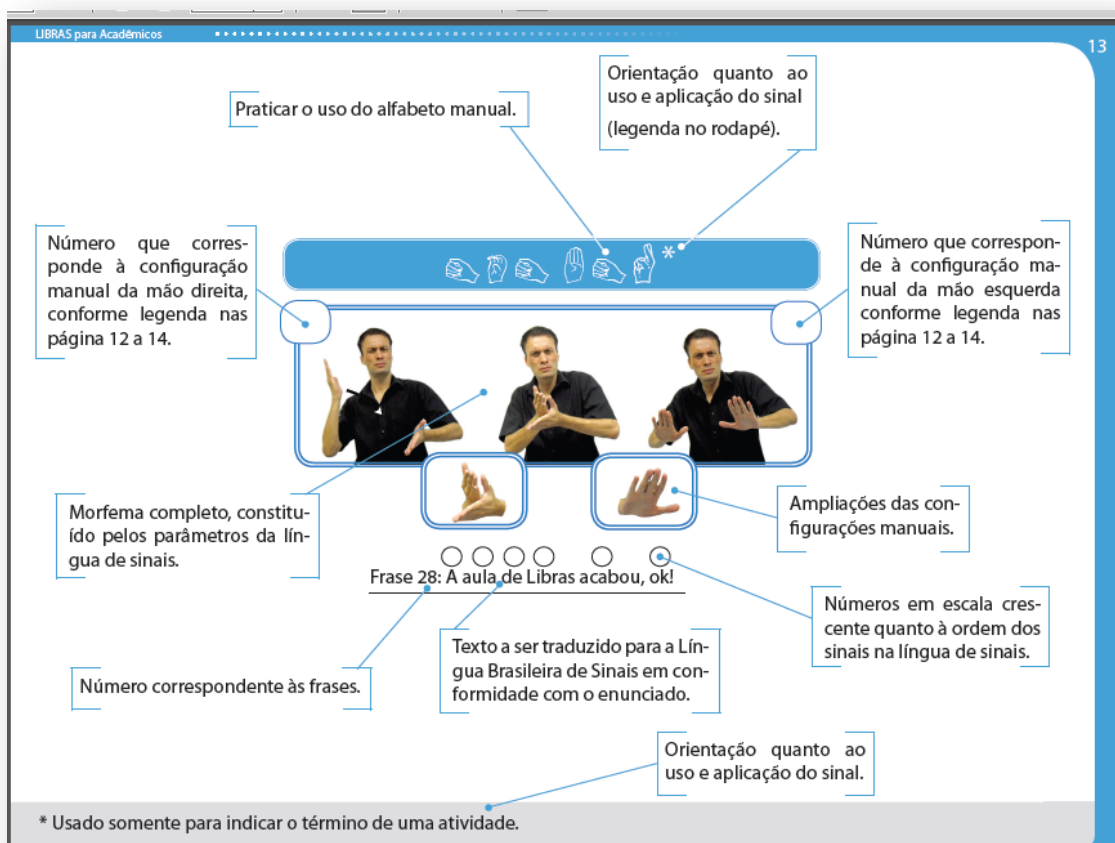 LIBRAS para Acadêmicos
13
Praticar o uso do alfabeto manual.
Orientação quanto ao
uso e aplicação do sinal
(legenda no rodapé).
Número que corres-
ponde à configuração
manual da mão direita,
conforme legenda nas
página 12 a 14.
*
Número que correspon-
de à configuração ma-
nual da mão esquerda
conforme legenda nas
página 12 a 14.
Morfema completo, constitu-
ído pelos parâmetros da lín-
gua de sinais.
Ampliações das con-
figurações manuais.
Frase 28: A aula de Libras acabou, ok!
Números em escala cres-
cente quanto à ordem dos
sinais na língua de sinais.
Número correspondente às frases.
Texto a ser traduzido para a Lín-
gua Brasileira de Sinais em con-
formidade com o enunciado.
Orientação quanto ao
uso e aplicação do sinal.
* Usado somente para indicar o término de uma atividade.